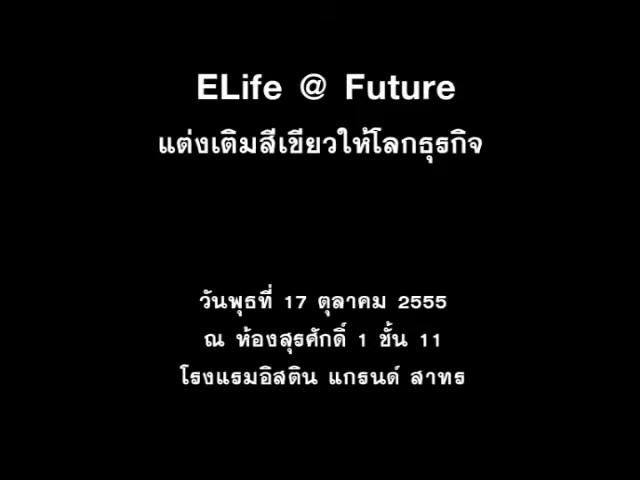 ELife @ Future
แต่งเติมสีเขียวให้โลกธุรกิจ
วันพุธที่ 17 ตุลาคม 2555
ณ ห้องสุรศักดิ์ 1 ชั้น 11
โรงแรมอิสติน แกรนด์ สาทร